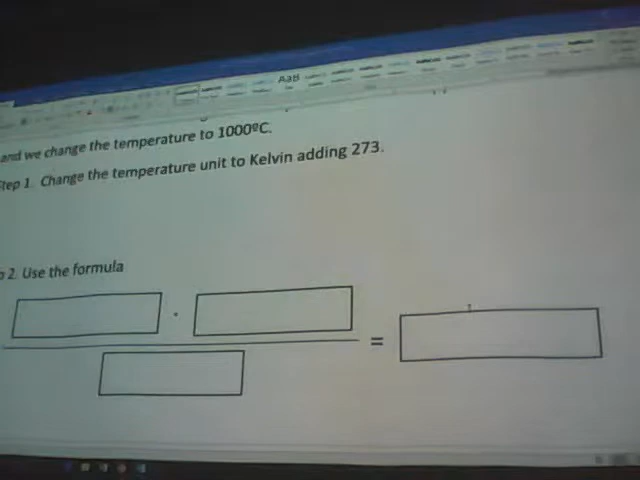 and we change the temperature to 1000ºC.
Step 1. Change the temperature unit to Kelvin adding 273.
2. Use the formula
.
=